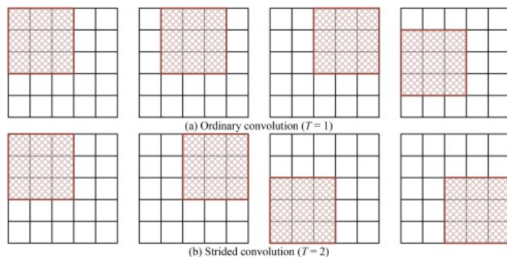 (a) Ordinary convolution (T = 1)
(b) Strided convolution (T = 2)